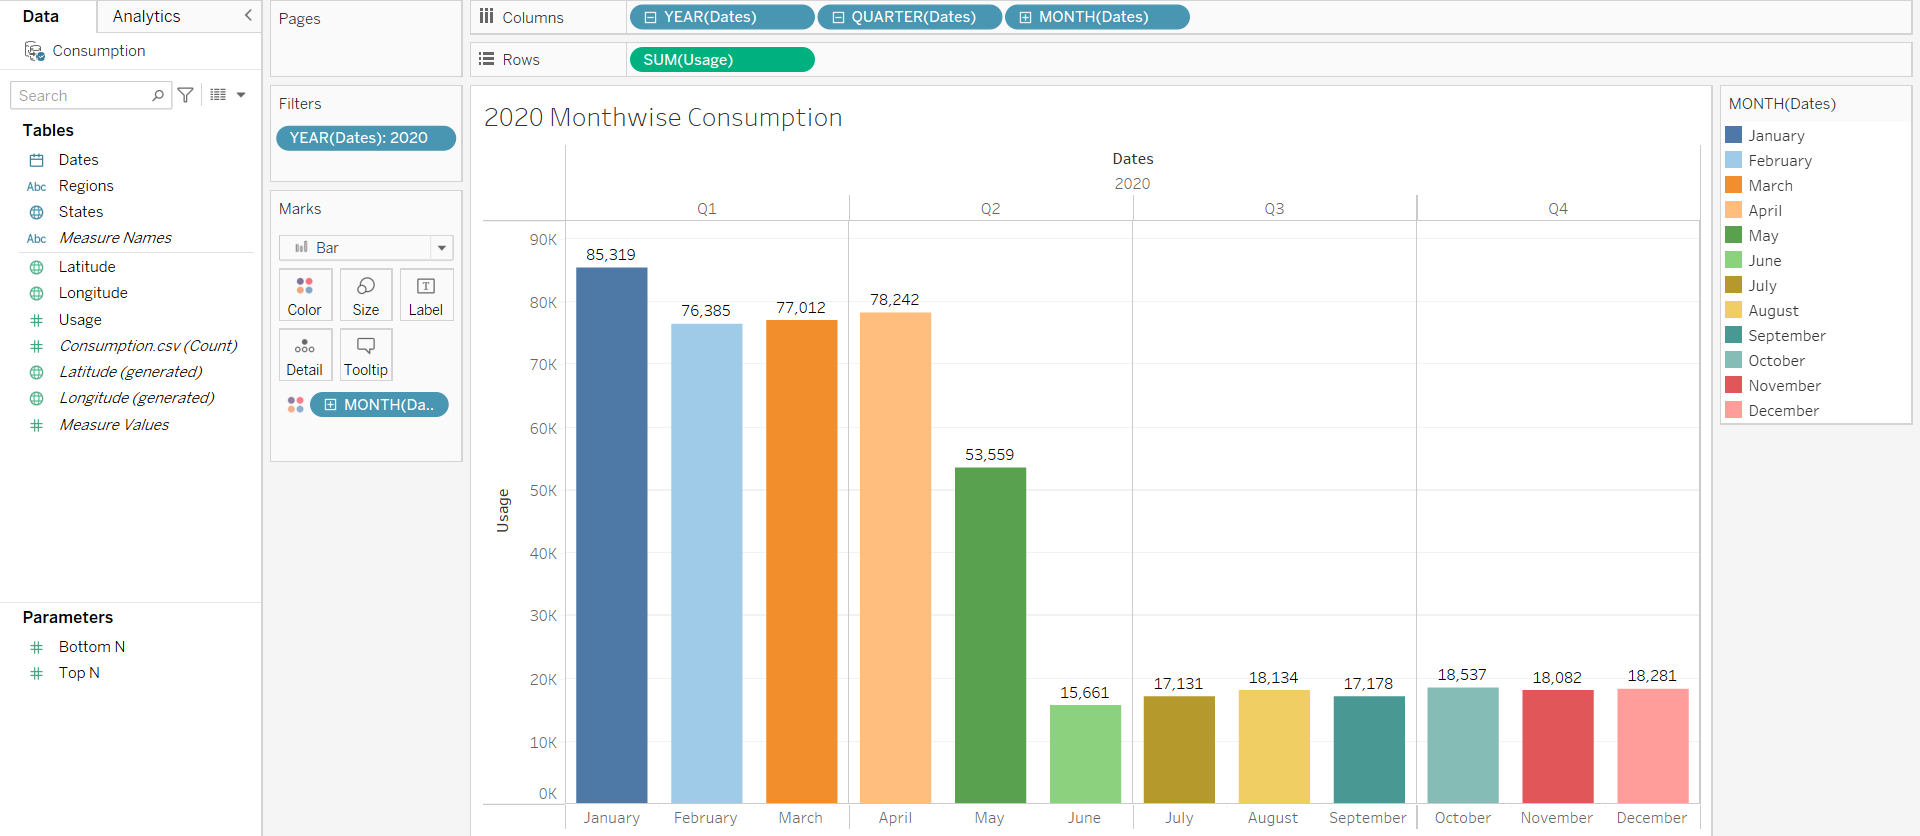 Data
Analytics
Consumption
Search
Tables
Dates
Abc Regions
States
Abc Measure Names
Latitude
Longitude
Usage
Consumption.csv (Count)
Latitude (generated)
Longitude (generated)
Measure Values
Parameters
Bottom N
Top N
Pages
Filters
YEAR(Dates): 2020
Marks
Bar
Color Size Label
Detail Tooltip
MONTH(Da..
Columns YEAR(Dates) QUARTER(Dates) MONTH(Dates)
Rows SUM(Usage)
2020 Monthwise Consumption
Dates
2020
Q1 Q2 Q3 Q4
Usage
90K
80K
70K
60K
50K
40K
30K
20K
10K
0K
85,319
76,385
77,012
78,242
53,559
15,661
17,131
18,134
17,178
18,537
18,082
18,281
January February March April May June July August September October November December
MONTH(Dates)
January
February
March
April
May
June
July
August
September
October
November
December